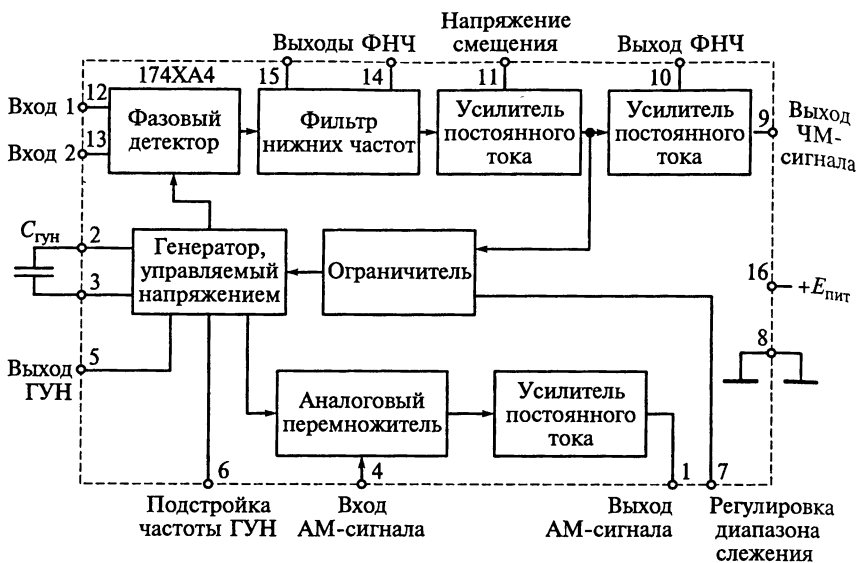 Напряжение
смещения
Выходы ФНЧ
Выход ФНЧ
174ХА4
15
14
11
10
12
Вход 1
13
Вход 2
Фазовый
детектор
Фильтр
нижних частот
Усилитель
постоянного
тока
Усилитель
постоянного
тока
9
Выход
ЧМ-
сигнала
Cгун
2
3
Генератор,
управляемый
напряжением
Ограничитель
16
+Eпит
8
5
Выход
ГУН
Аналоговый
перемножитель
Усилитель
постоянного
тока
6
4
1
7
Подстройка
частоты ГУН
Вход
АМ-сигнала
Выход
АМ-сигнала
Регулировка
диапазона
слежения